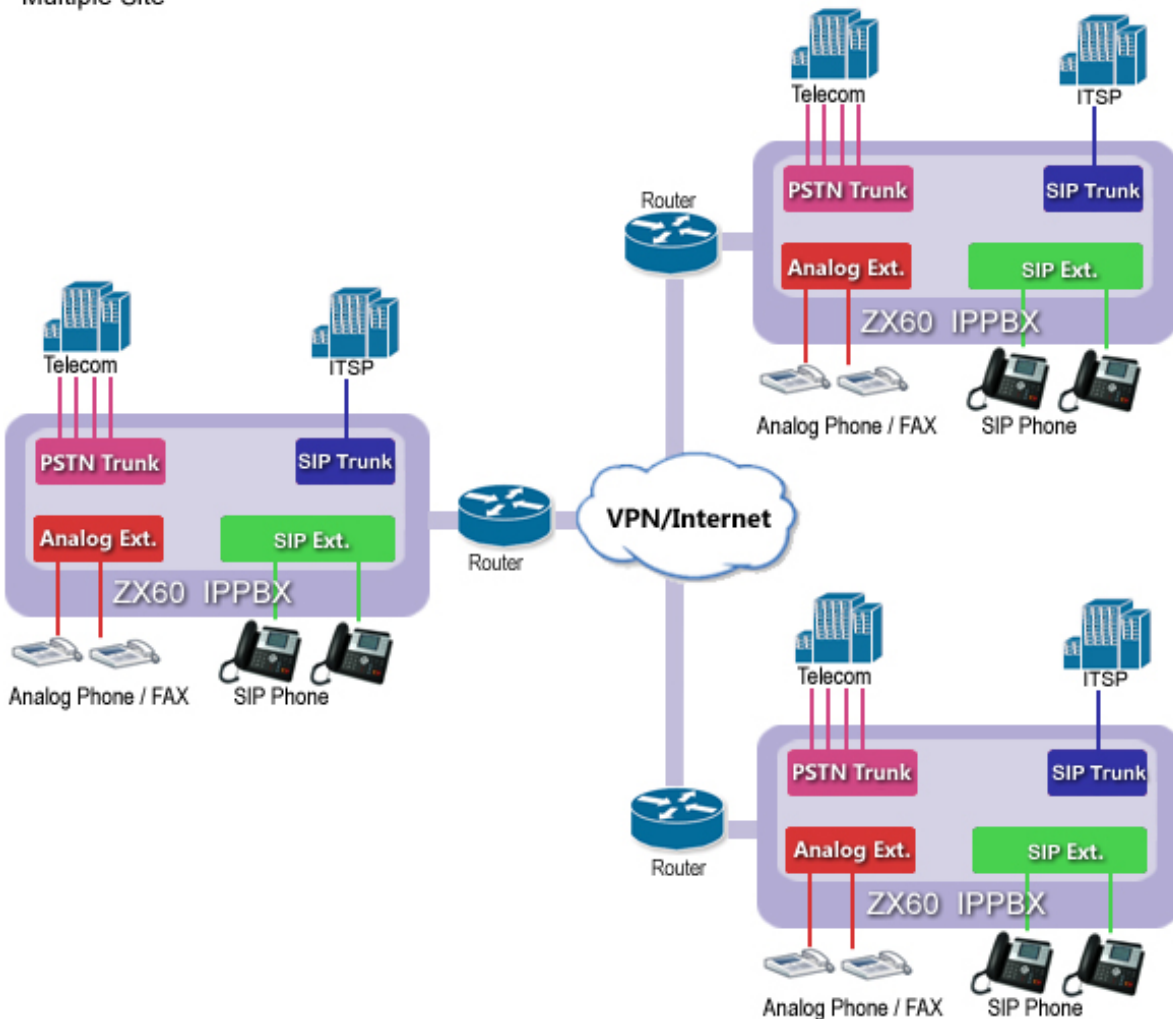 Multiple Site
Telecom
ITSP
PSTN Trunk
SIP Trunk
Router
Analog Ext.
SIP Ext.
ZX60 IPPBX
Analog Phone / FAX
SIP Phone
Telecom
ITSP
PSTN Trunk
SIP Trunk
Analog Ext.
SIP Ext.
ZX60 IPPBX
Analog Phone / FAX
SIP Phone
Router
VPN/Internet
Telecom
ITSP
PSTN Trunk
SIP Trunk
Router
Analog Ext.
SIP Ext.
ZX60 IPPBX
Analog Phone / FAX
SIP Phone